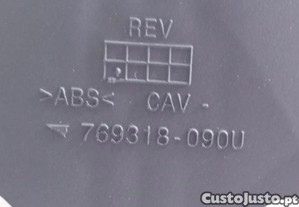 REV
>ABS< CAV -
769318-090U
CustoJusto.pt